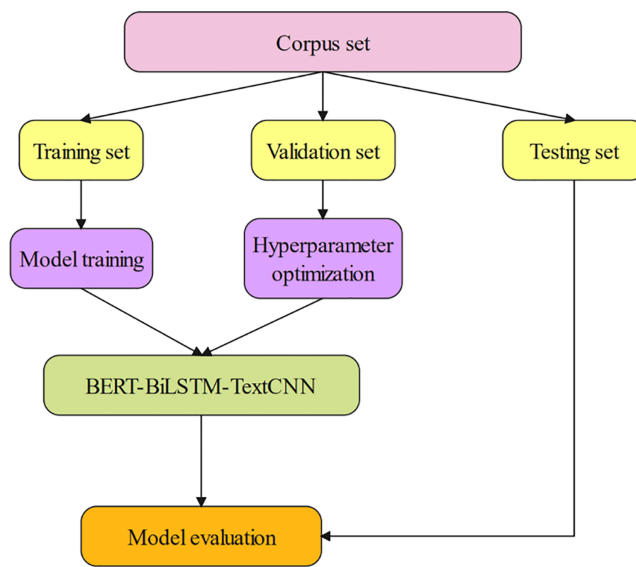 Corpus set
Training set
Validation set
Testing set
Model training
Hyperparameter
optimization
BERT-BiLSTM-TextCNN
Model evaluation